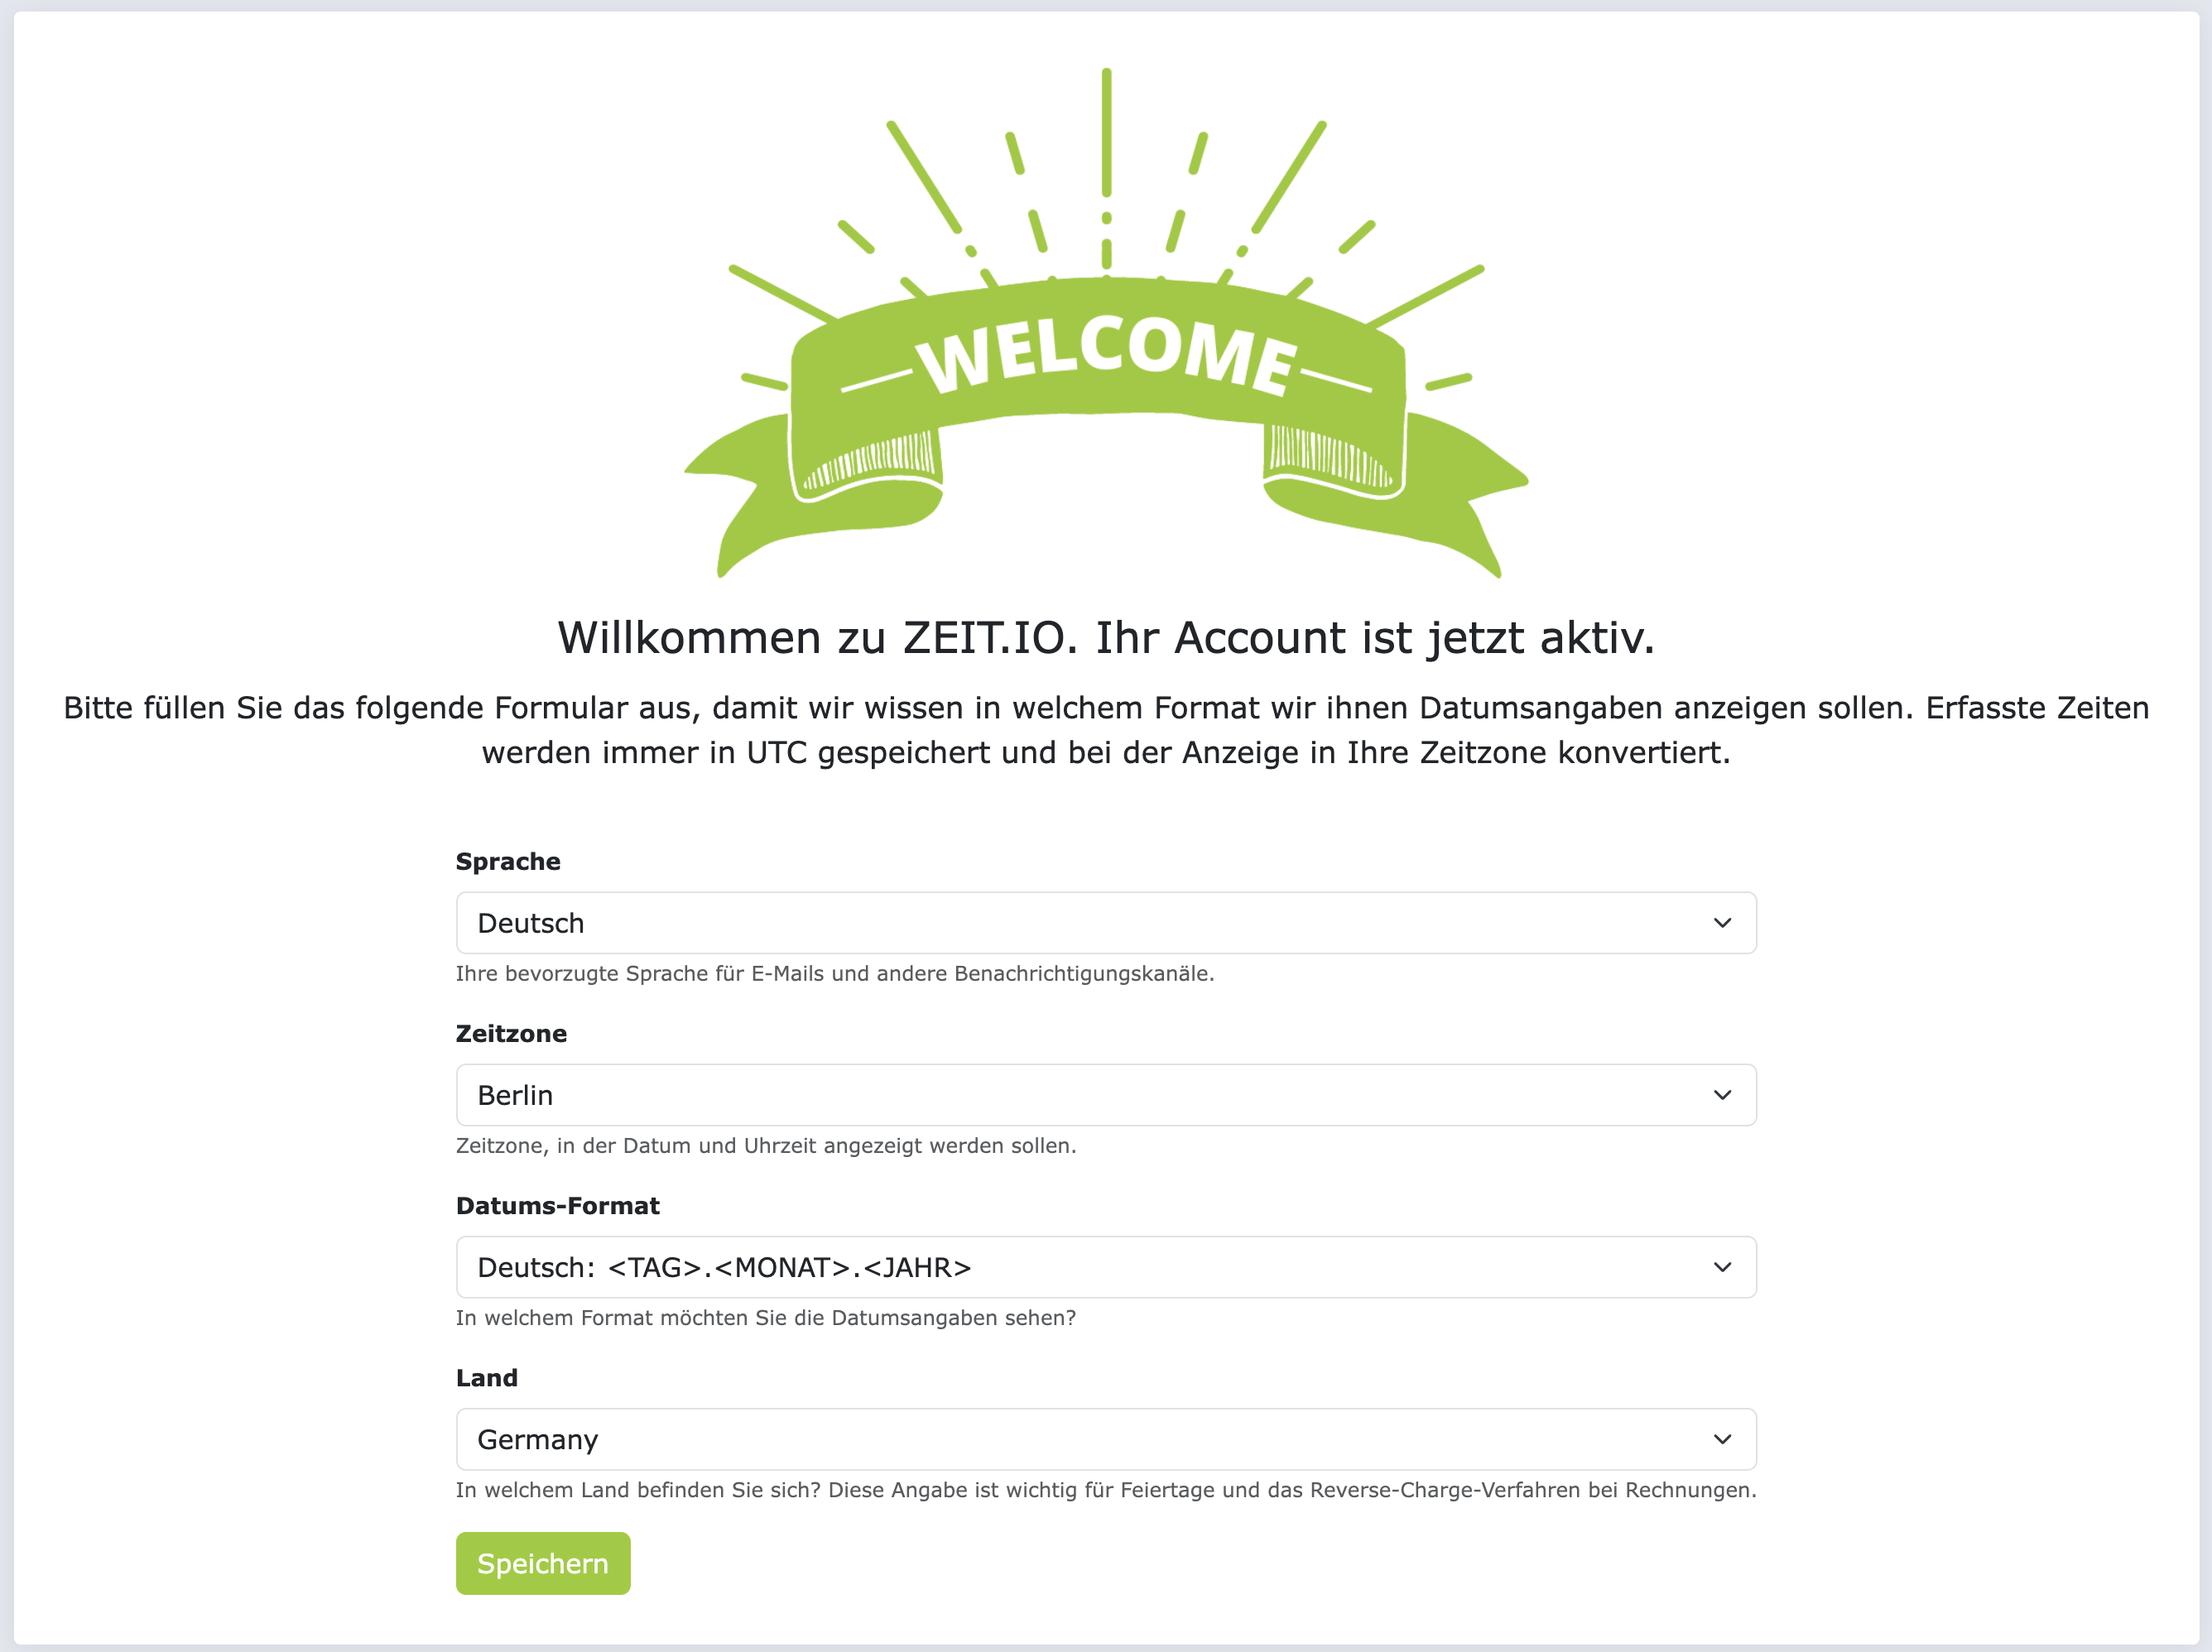 WELCOME
Willkommen zu ZEIT.IO. Ihr Account ist jetzt aktiv.
Bitte füllen Sie das folgende Formular aus, damit wir wissen in welchem Format wir ihnen Datumsangaben anzeigen sollen. Erfasste Zeiten
werden immer in UTC gespeichert und bei der Anzeige in Ihre Zeitzone konvertiert.
Sprache
Deutsch
Ihre bevorzugte Sprache für E-Mails und andere Benachrichtigungskanäle.
Zeitzone
Berlin
Zeitzone, in der Datum und Uhrzeit angezeigt werden sollen.
Datums-Format
Deutsch: <TAG>.<MONAT>.<JAHR>
In welchem Format möchten Sie die Datumsangaben sehen?
Land
Germany
In welchem Land befinden Sie sich? Diese Angabe ist wichtig für Feiertage und das Reverse-Charge-Verfahren bei Rechnungen.
Speichern